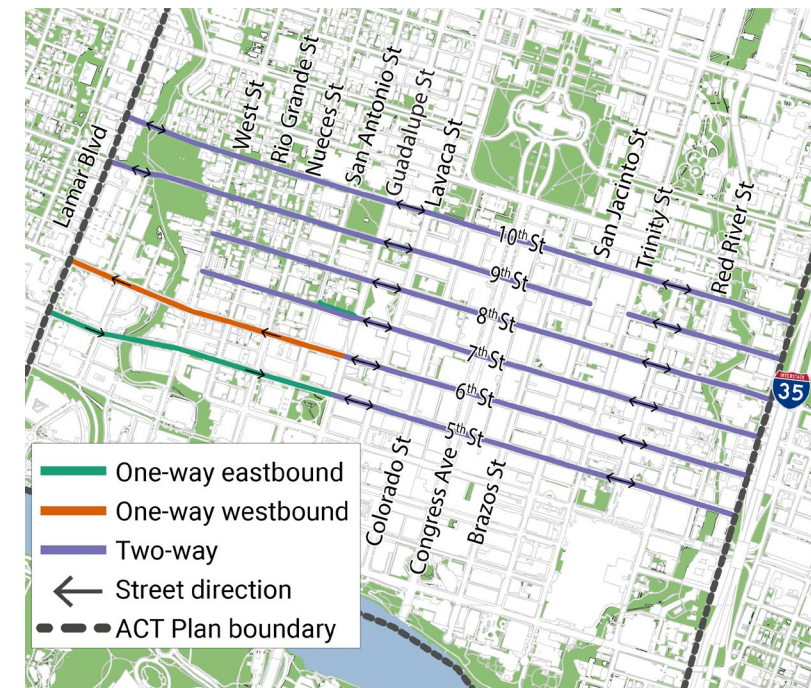 West St
Rio Grande St
Nueces St
San Antonio St
Guadalupe St
Lavaca St
Lamar Blvd
San Jacinto St
Trinity St
Red River St
10th St
9th St
8th St
7th St
6th St
5th St
INTERSTATE
35
Colorado St
Congress Ave
Brazos St
One-way eastbound
One-way westbound
Two-way
Street direction
ACT Plan boundary